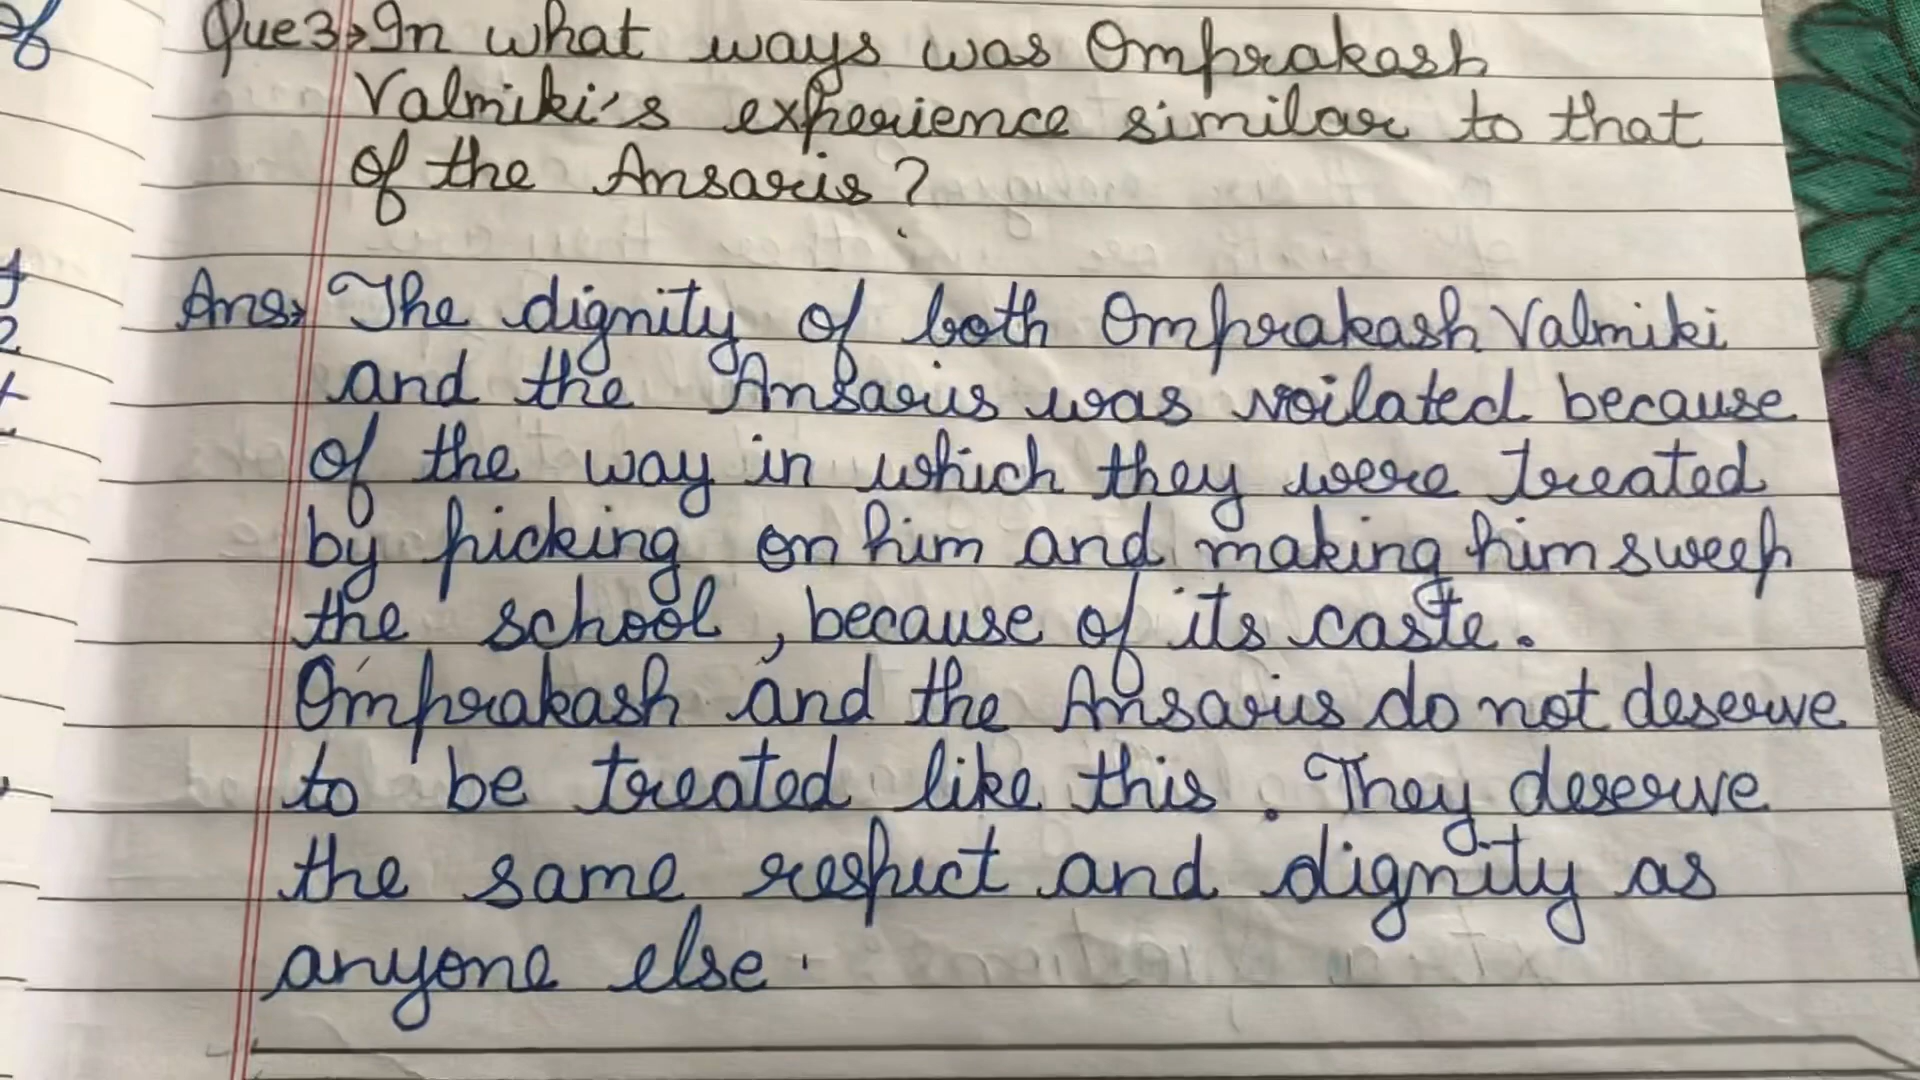 Que3→ In what ways was Omprakash
Valmiki's experience similar to that
of the Ansaris?
Ans→ The dignity of both Omprakash Valmiki
and the Ansaris was voilated because
of the way in which they were treated
by picking on him and making him sweep
the school, because of its caste.
Omprakash and the Ansaris do not deserve
to be treated like this. They deserve
the same respect and dignity as
anyone else.